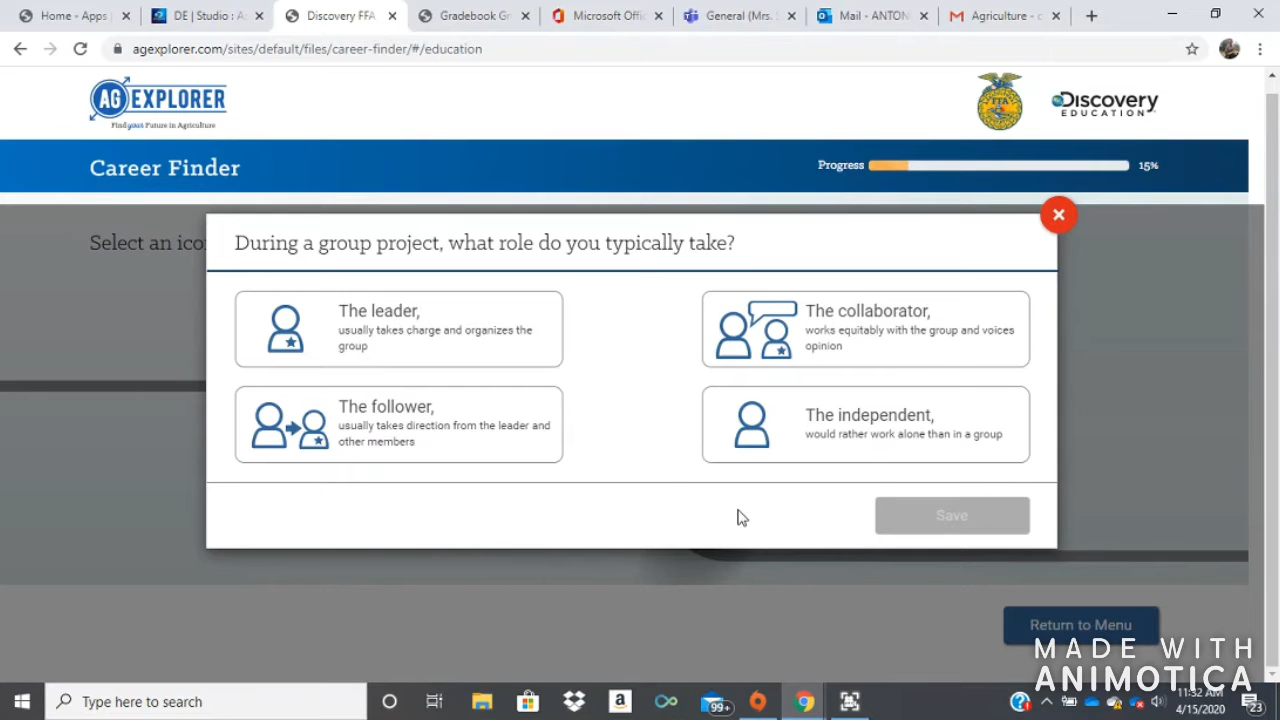 Home - Apps
DE | Studio : A
Discovery FFA
Gradebook G
Microsoft Offi
General (Mrs.
Mail - ANTON
Agriculture - c
agexplorer.com/sites/default/files/career-finder/#/education
AG EXPLORER
Find your Future in Agriculture
FFA
Discovery
EDUCATION
Career Finder
Progress
15%
Select an ico
During a group project, what role do you typically take?
The leader,
usually takes charge and organizes the
group
The collaborator,
works equitably with the group and voices
opinion
The follower,
usually takes direction from the leader and
other members
The independent,
would rather work alone than in a group
Save
Return to Menu
MADE WITH
ANIMOTICA
Type here to search
99+
11:32 AM
4/15/2020
23